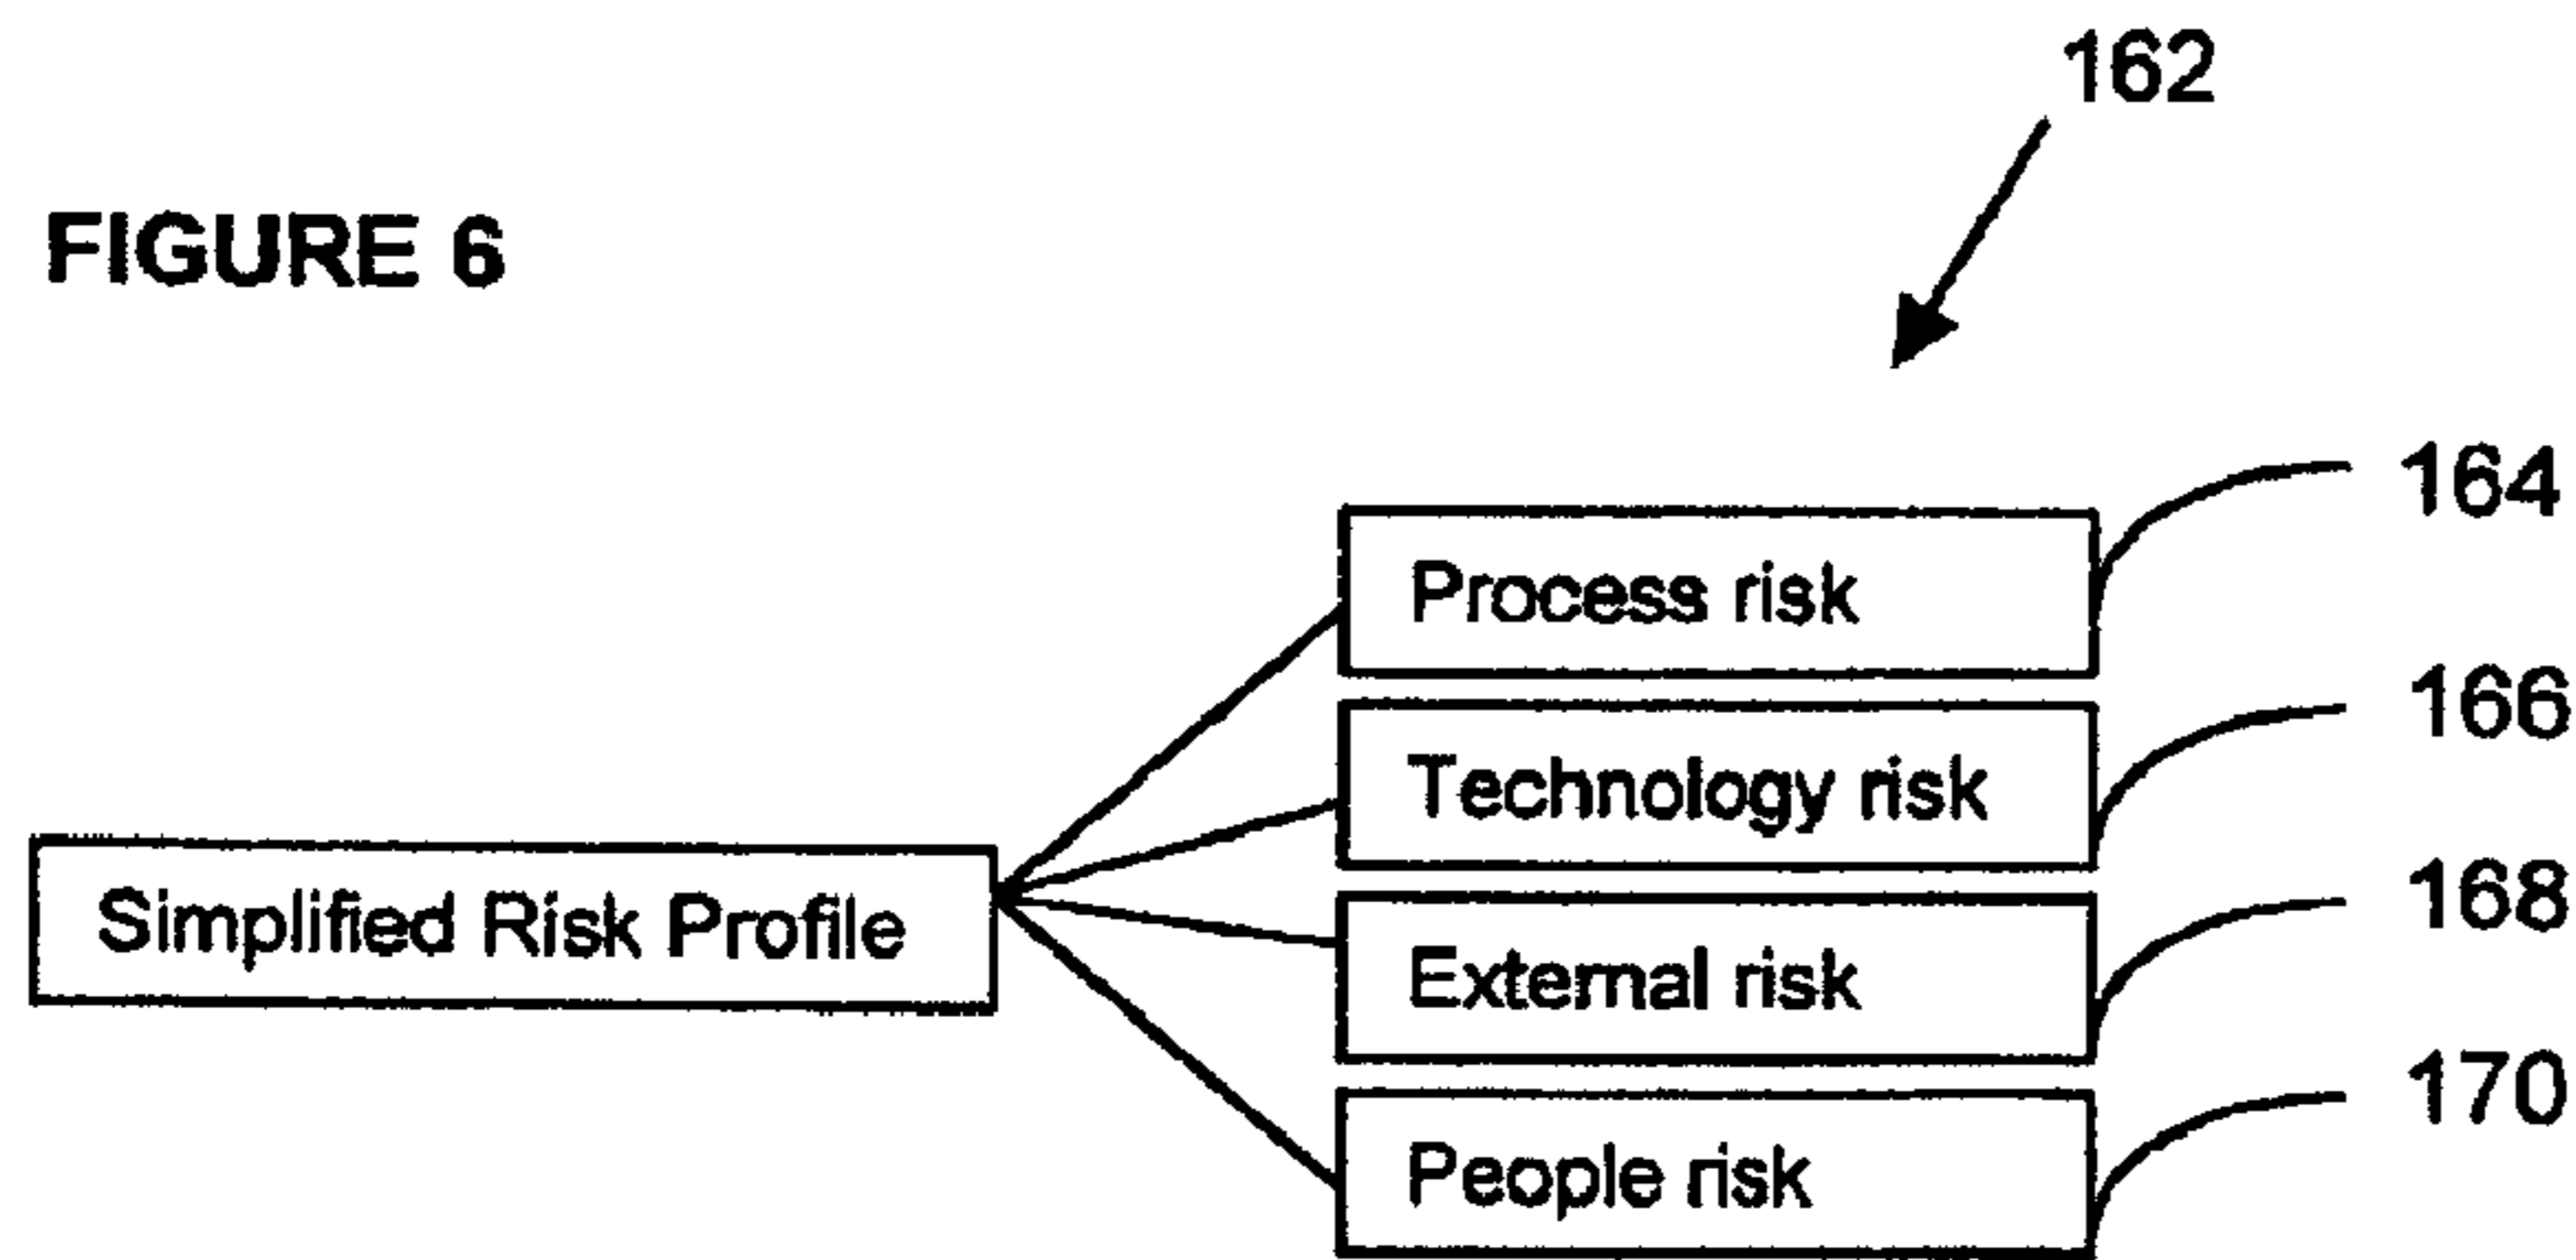 162
FIGURE 6
164
Process risk
166
Technology risk
168
Simplified Risk Profile
External risk
170
People risk